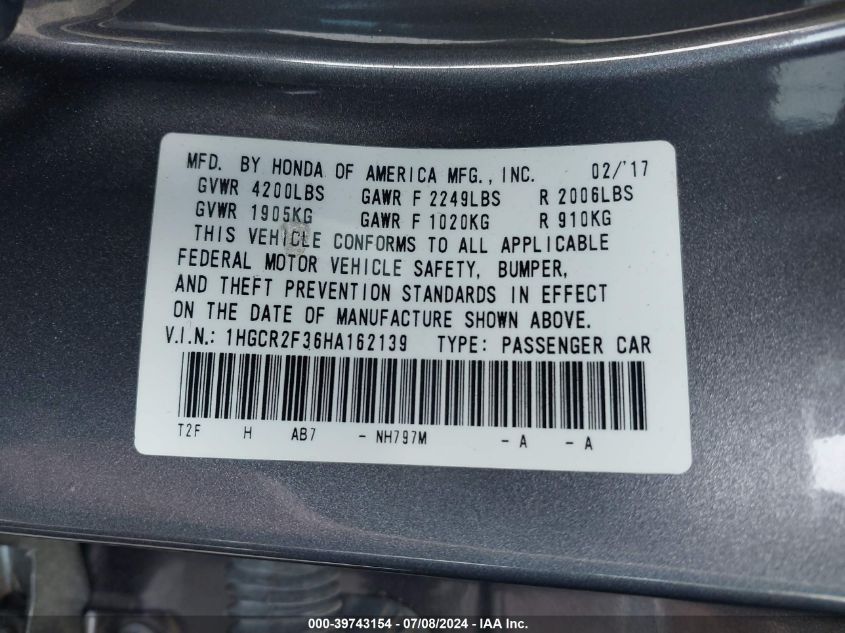 MFD. BY HONDA OF AMERICA MFG., INC. 02/'17
GVWR 4200LBS GAWR F 2249LBS R 2006LBS
GVWR 1905KG GAWR F 1020KG R 910KG
THIS VEHICLE CONFORMS TO ALL APPLICABLE
FEDERAL MOTOR VEHICLE SAFETY, BUMPER,
AND THEFT PREVENTION STANDARDS IN EFFECT
ON THE DATE OF MANUFACTURE SHOWN ABOVE.
V.I.N.: 1HGCR2F36HA162139 TYPE: PASSENGER CAR
T2F H AB7 - NH797M - A - A
000-39743154 - 07/08/2024 - IAA Inc.